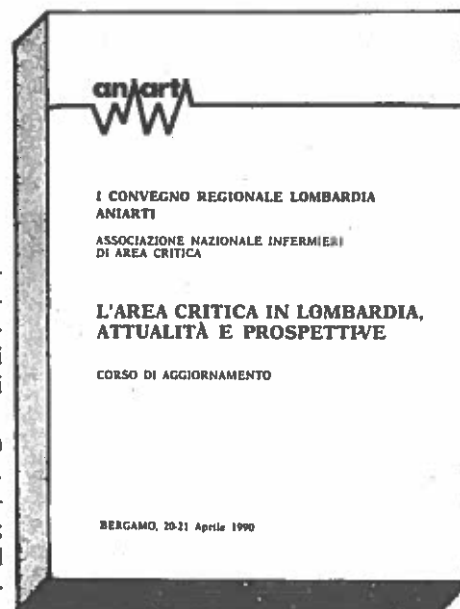 aniarti
I CONVEGNO REGIONALE LOMBARDIA
ANIARTI
ASSOCIAZIONE NAZIONALE INFERMIERI
DI AREA CRITICA
L'AREA CRITICA IN LOMBARDIA,
ATTUALITÀ E PROSPETTIVE
CORSO DI AGGIORNAMENTO
BERGAMO, 20-21 Aprile 1990